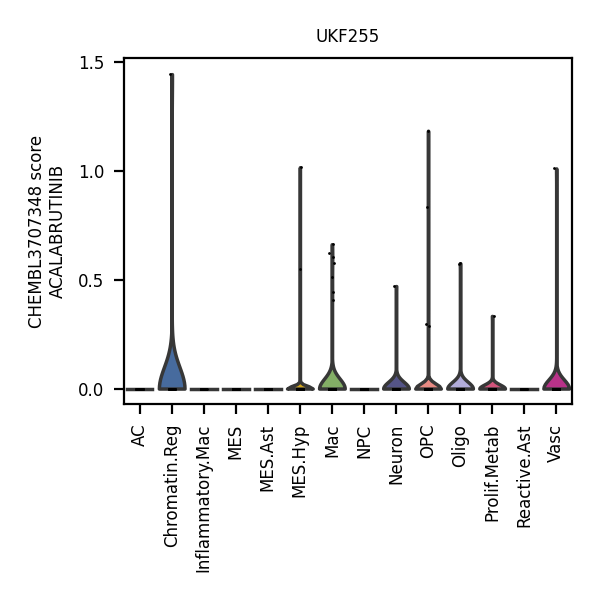 UKF255
CHEMBL3707348 score
ACALABRUTINIB
1.5
1.0
0.5
0.0
AC
Chromatin.Reg
Inflammatory.Mac
MES
MES.Ast
MES.Hyp
Mac
NPC
Neuron
OPC
Oligo
Prolif.Metab
Reactive.Ast
Vasc